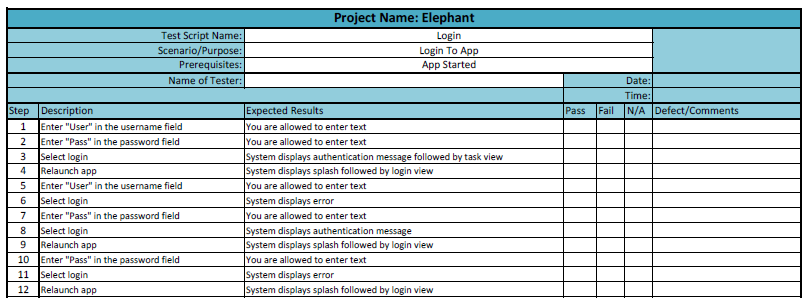 Project Name: Elephant
Test Script Name: Login
Scenario/Purpose: Login To App
Prerequisites: App Started
Name of Tester: Date:
Time:
Step Description Expected Results Pass Fail N/A Defect/Comments
1 Enter "User" in the username field You are allowed to enter text
2 Enter "Pass" in the password field You are allowed to enter text
3 Select login System displays authentication message followed by task view
4 Relaunch app System displays splash followed by login view
5 Enter "User" in the username field You are allowed to enter text
6 Select login System displays error
7 Enter "Pass" in the password field You are allowed to enter text
8 Select login System displays authentication message
9 Relaunch app System displays splash followed by login view
10 Enter "Pass" in the password field You are allowed to enter text
11 Select login System displays error
12 Relaunch app System displays splash followed by login view